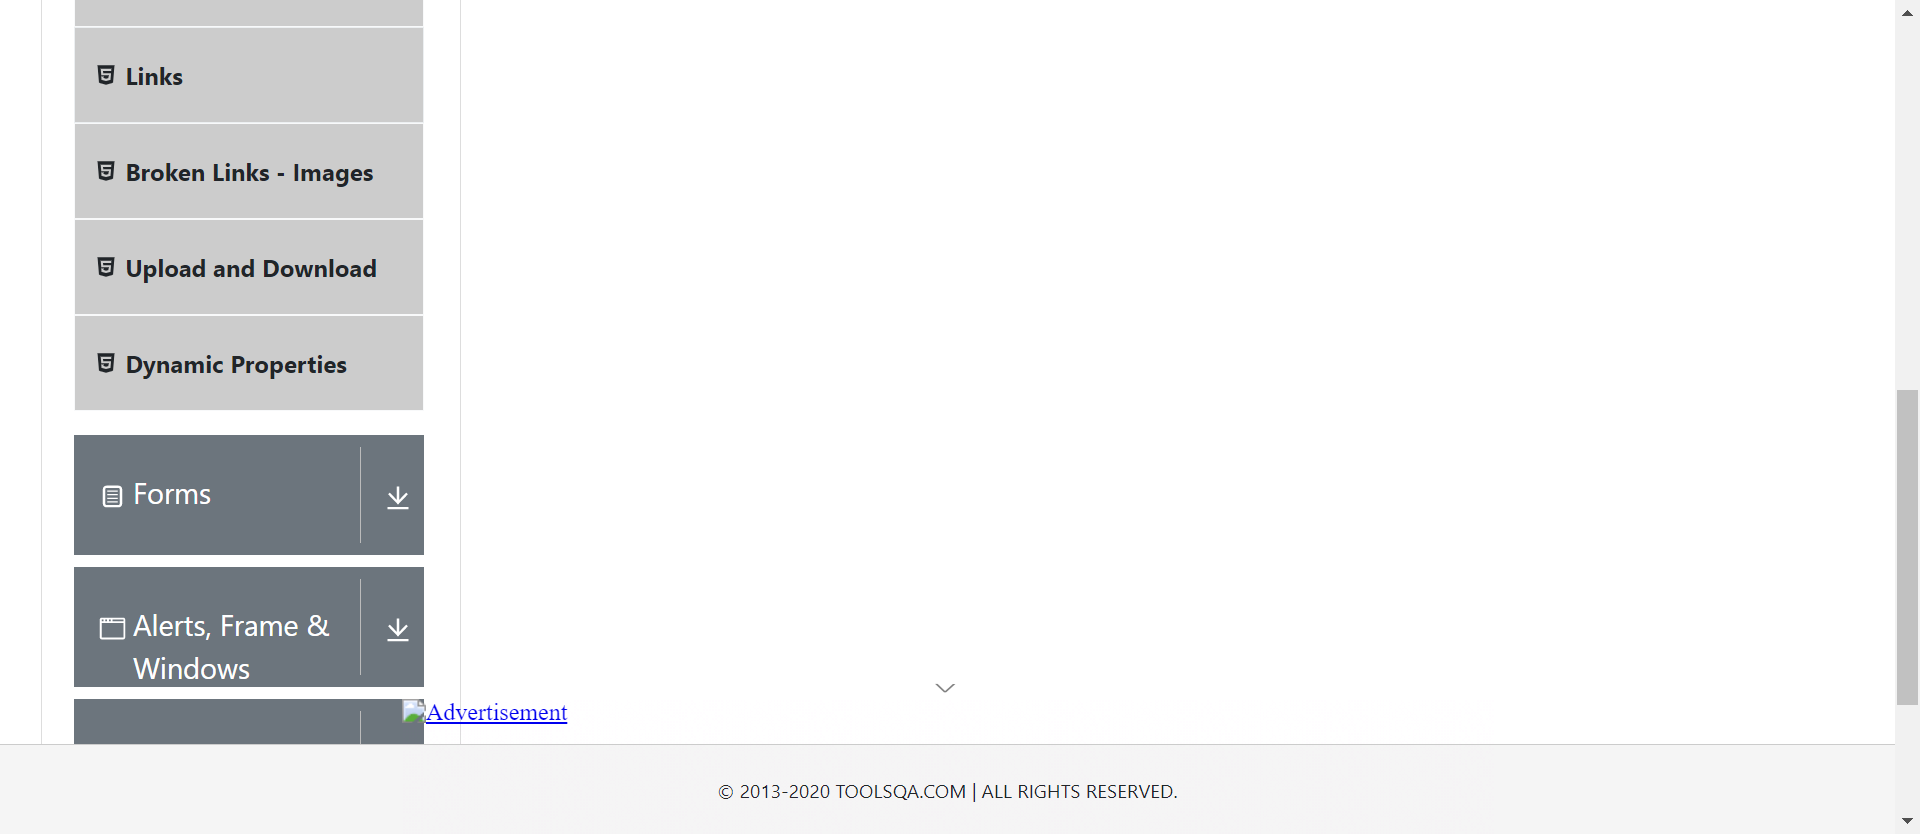 Links
Broken Links - Images
Upload and Download
Dynamic Properties
Forms
Alerts, Frame &
Windows
Advertisement
© 2013-2020 TOOLSQA.COM | ALL RIGHTS RESERVED.